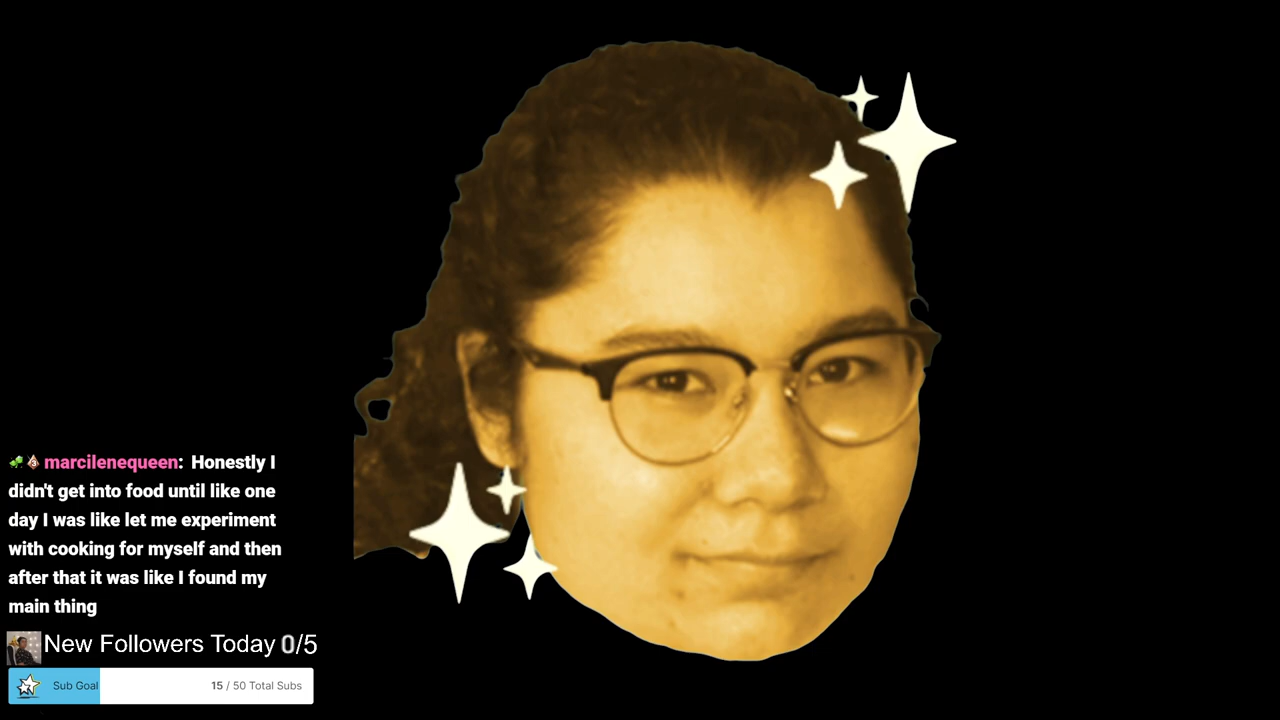 marcilenequeen: Honestly I
didn't get into food until like one
day I was like let me experiment
with cooking for myself and then
after that it was like I found my
main thing
New Followers Today 0/5
Sub Goal 15 / 50 Total Subs